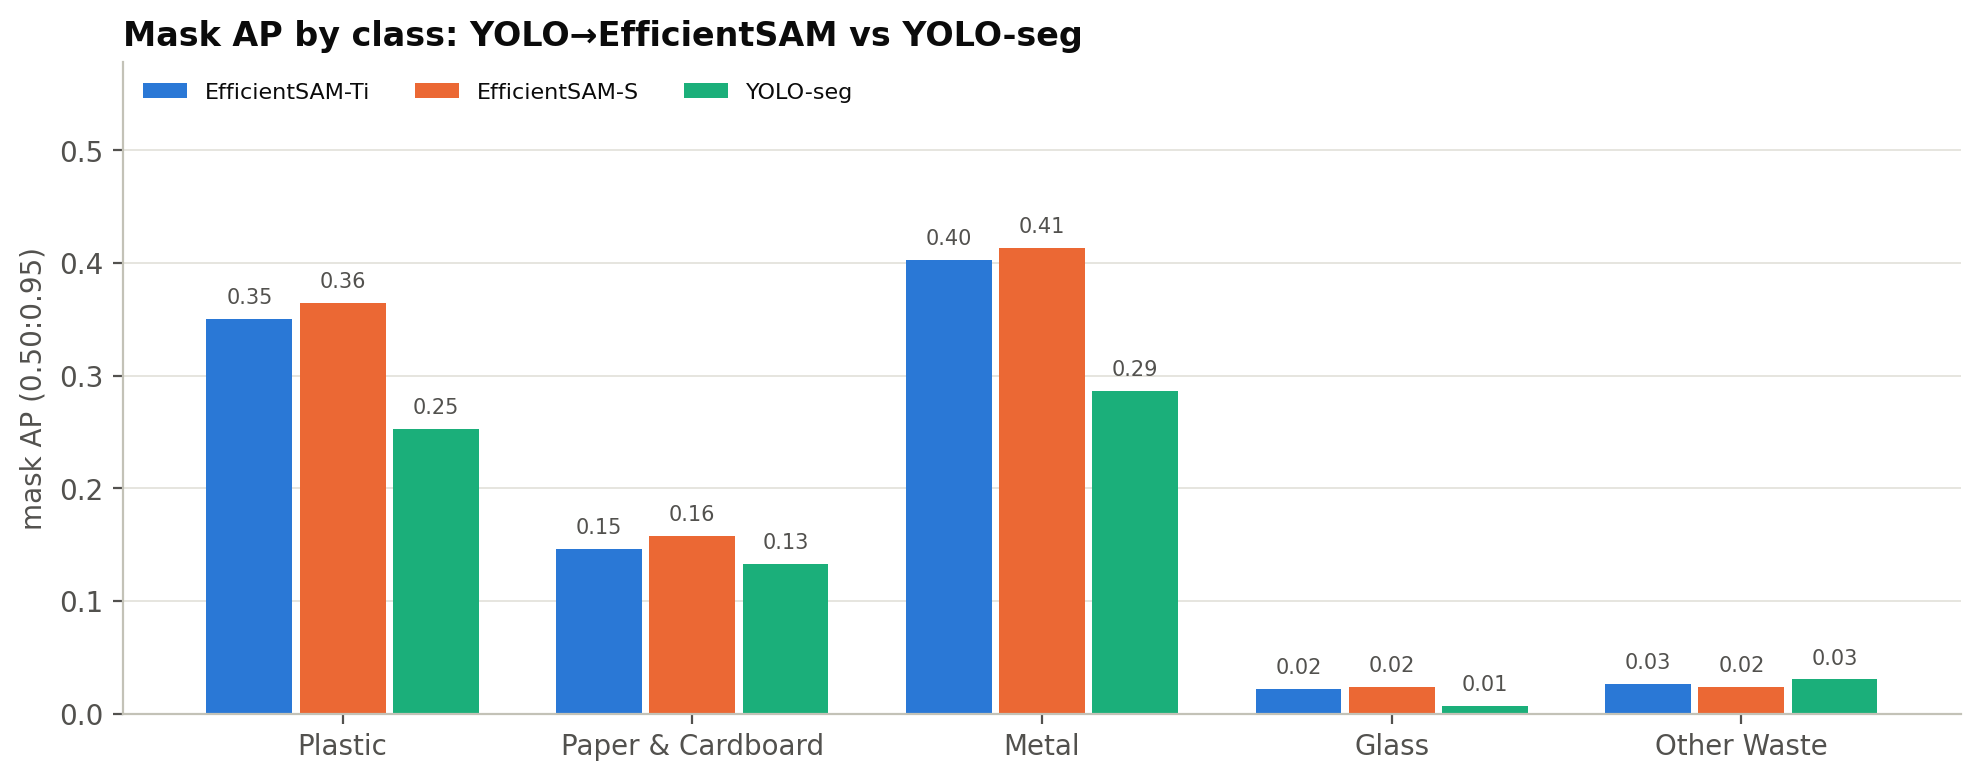 Mask AP by class: YOLO→EfficientSAM vs YOLO-seg
EfficientSAM-Ti EfficientSAM-S YOLO-seg
mask AP (0.50:0.95)
0.5
0.4
0.3
0.2
0.1
0.0
0.35 0.36 0.25
0.15 0.16 0.13
0.40 0.41 0.29
0.02 0.02 0.01
0.03 0.02 0.03
Plastic Paper & Cardboard Metal Glass Other Waste